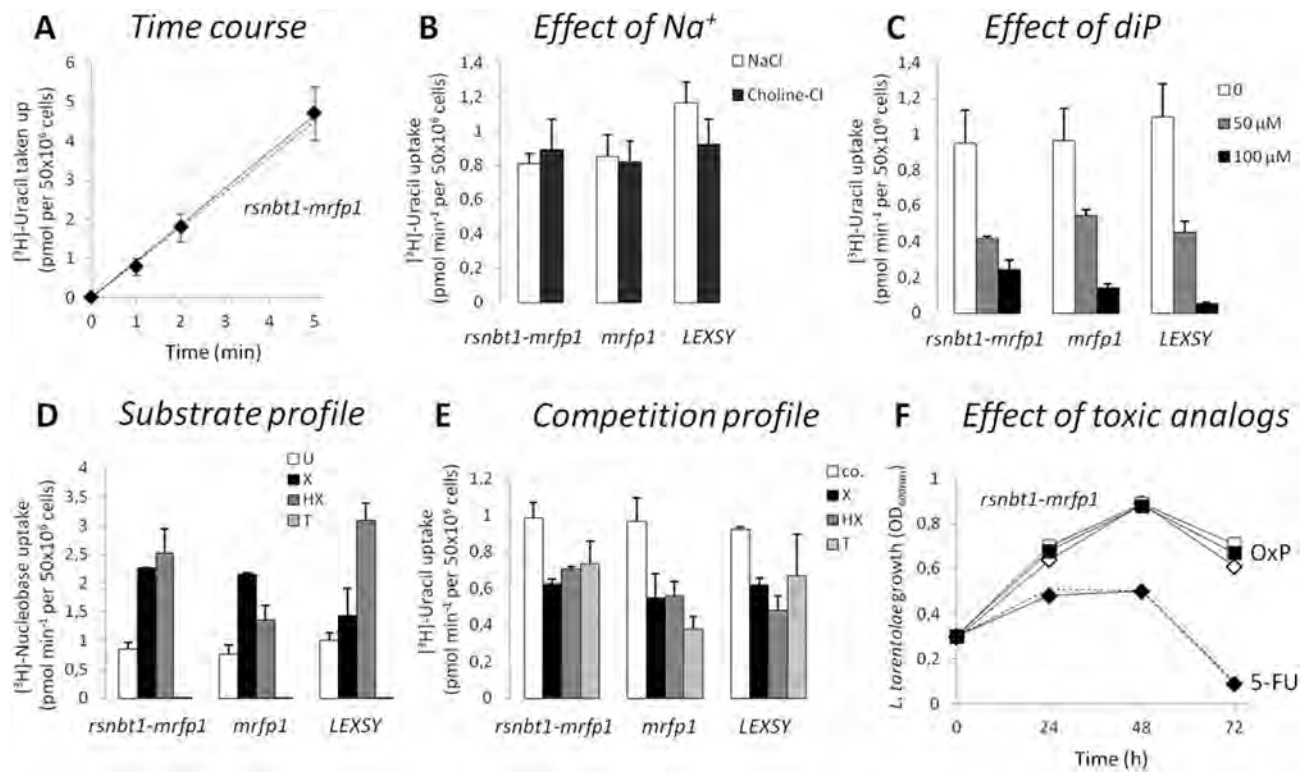 A Time course
[³H]-Uracil taken up
(pmol per 50x10⁶ cells)
6
5
4
3
2
1
0
0 1 2 5
Time (min)
rsnbt1-mrfp1
B Effect of Na⁺
[³H]-Uracil uptake
(pmol min⁻¹ per 50x10⁶ cells)
1,4
1,2
1
0,8
0,6
0,4
0,2
0
NaCl
Choline-Cl
rsnbt1-mrfp1 mrfp1 LEXSY
C Effect of diP
[³H]-Uracil uptake
(pmol min⁻¹ per 50x10⁶ cells)
1,4
1,2
1
0,8
0,6
0,4
0,2
0
0
50 µM
100 µM
rsnbt1-mrfp1 mrfp1 LEXSY
D Substrate profile
[³H]-Nucleobase uptake
(pmol min⁻¹ per 50x10⁶ cells)
4
3,5
3
2,5
2
1,5
1
0,5
0
U
X
HX
T
rsnbt1-mrfp1 mrfp1 LEXSY
E Competition profile
[³H]-Uracil uptake
(pmol min⁻¹ per 50x10⁶ cells)
1,2
1
0,8
0,6
0,4
0,2
0
co.
X
HX
T
rsnbt1-mrfp1 mrfp1 LEXSY
F Effect of toxic analogs
L. tarentolae growth (OD₆₀₀nm)
1
0,8
0,6
0,4
0,2
0
rsnbt1-mrfp1
OxP
5-FU
0 24 48 72
Time (h)